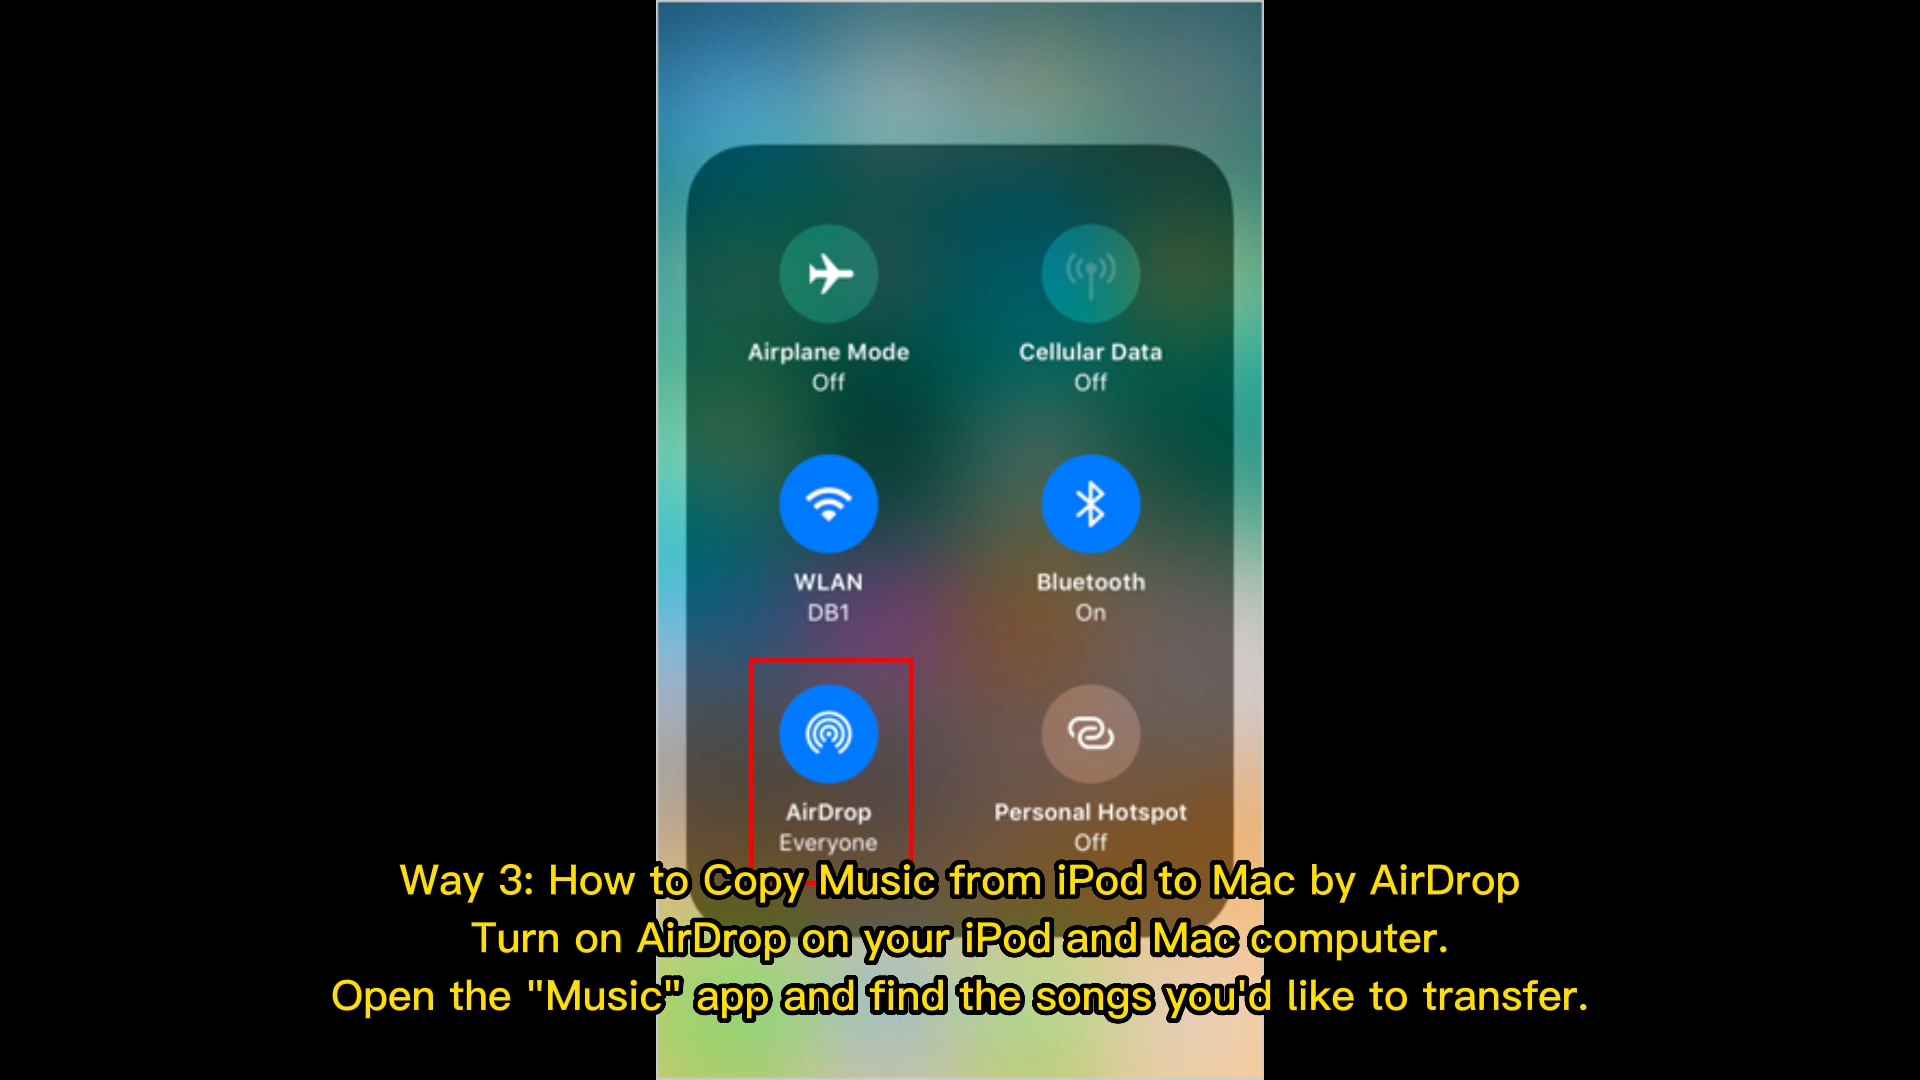 Airplane Mode
Off
Cellular Data
Off
WLAN
DB1
Bluetooth
On
AirDrop
Everyone
Personal Hotspot
Off
Way 3: How to Copy Music from iPod to Mac by AirDrop
Turn on AirDrop on your iPod and Mac computer.
Open the "Music" app and find the songs you'd like to transfer.